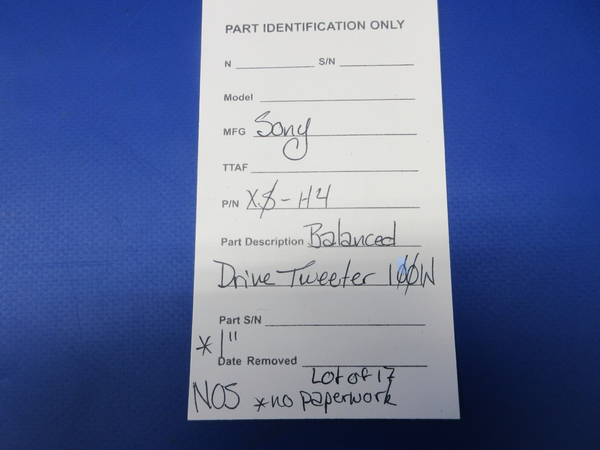 PART IDENTIFICATION ONLY
N S/N
Model
MFG Sony
TTAF
P/N XS-H4
Part Description Balanced
Drive Tweeter 100W
Part S/N
*1"
Date Removed
Lot of 17
NOS *no paperwork